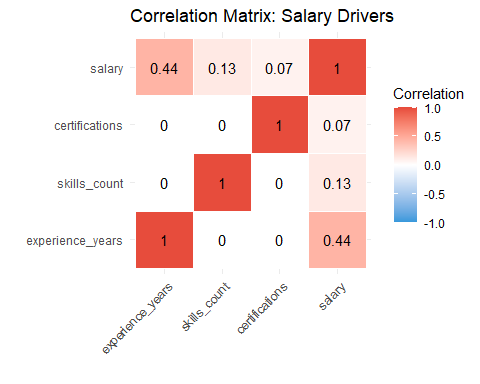 Correlation Matrix: Salary Drivers
salary 0.44 0.13 0.07 1
certifications 0 0 1 0.07
skills_count 0 1 0 0.13
experience_years 1 0 0 0.44
experience_years skills_count certifications salary
Correlation
1.0
0.5
0.0
-0.5
-1.0